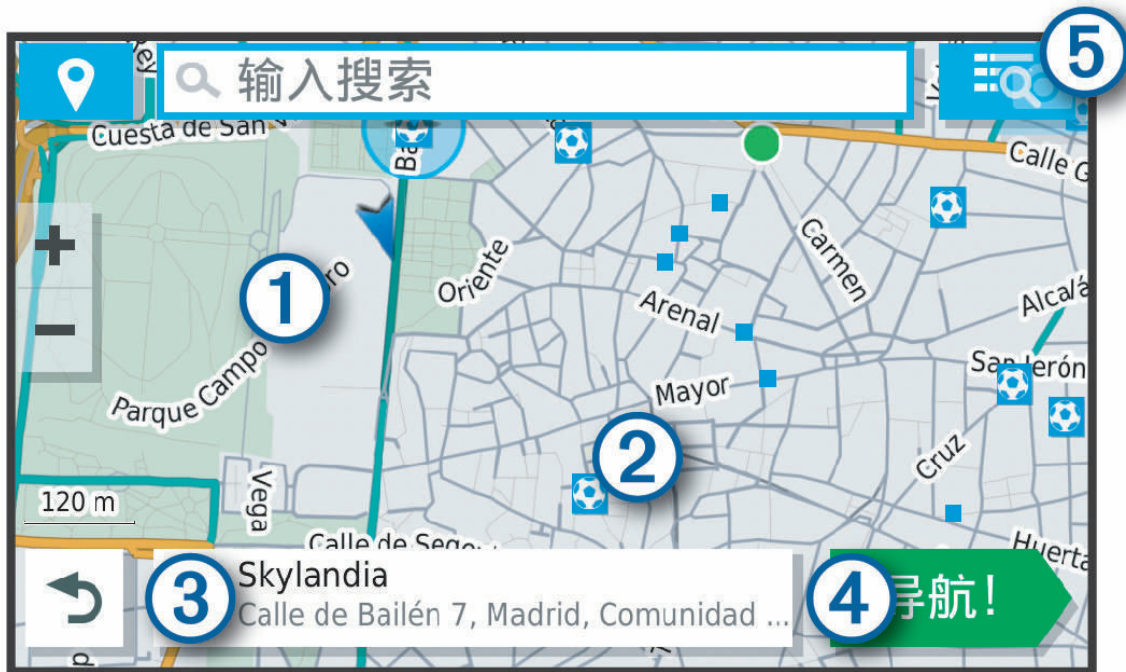 5
输入搜索
Cuesta de San
Ba
Calle G
1
Oriente
Carmen
Arenal
Alcalá
Parque Campo
ro
Mayor
San Jerón
2
Cruz
120 m
Vega
Calle de Sego
Huerta
3
Skylandia
Calle de Bailén 7, Madrid, Comunidad ...
4
导航!